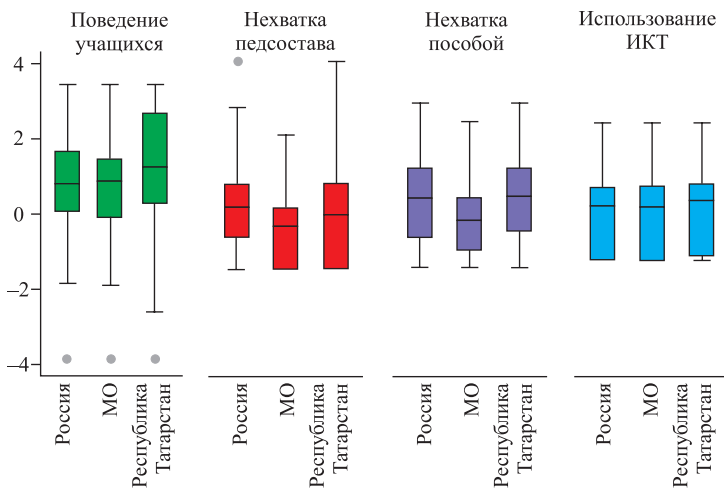 Поведение
учащихся
Нехватка
педсостава
Нехватка
пособой
Использование
ИКТ
4
2
0
–2
–4
Россия
МО
Республика
Татарстан
Россия
МО
Республика
Татарстан
Россия
МО
Республика
Татарстан
Россия
МО
Республика
Татарстан